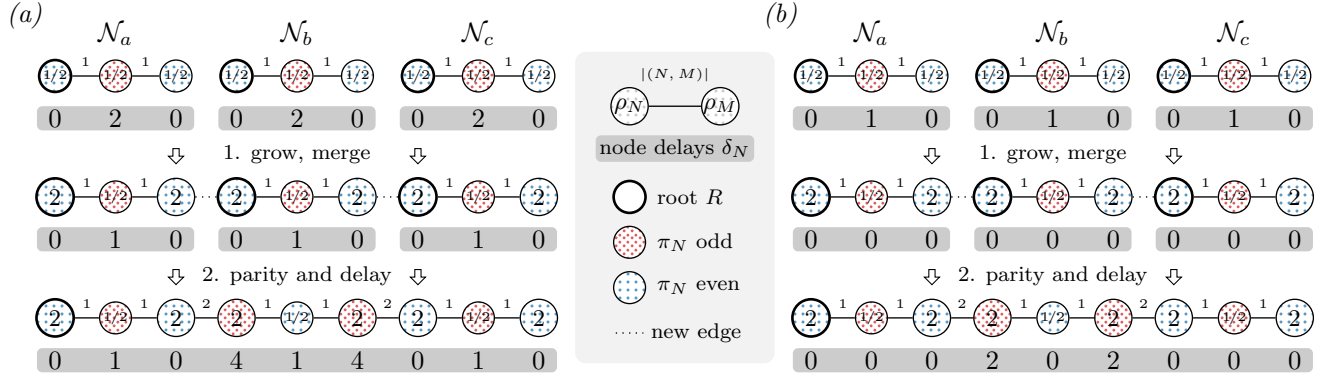 (a)
𝒩a 𝒩b 𝒩c
1/2 1 1/2 1 1/2 1/2 1 1/2 1 1/2 1/2 1 1/2 1 1/2
0 2 0 0 2 0 0 2 0
1. grow, merge
2 1 1/2 1 2 2 1 1/2 1 2 2 1 1/2 1 2
0 1 0 0 1 0 0 1 0
2. parity and delay
2 1 1/2 1 2 2 2 1 1/2 1 2 2 2 1 1/2 1 2
0 1 0 4 1 4 0 1 0
|(N, M)|
ρN ρM
node delays δN
root R
πN odd
πN even
new edge
(b)
𝒩a 𝒩b 𝒩c
1/2 1 1/2 1 1/2 1/2 1 1/2 1 1/2 1/2 1 1/2 1 1/2
0 1 0 0 1 0 0 1 0
1. grow, merge
2 1 1/2 1 2 2 1 1/2 1 2 2 1 1/2 1 2
0 0 0 0 0 0 0 0 0
2. parity and delay
2 1 1/2 1 2 2 2 1 1/2 1 2 2 2 1 1/2 1 2
0 0 0 2 0 2 0 0 0